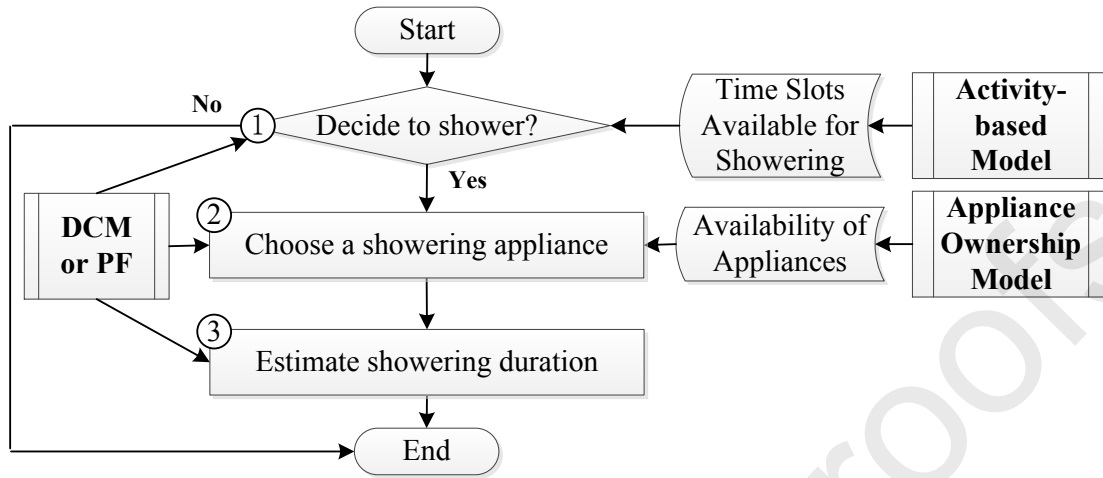 Start
No
1
Decide to shower?
Time Slots
Available for
Showering
Activity-
based
Model
Yes
DCM
or PF
2
Choose a showering appliance
Availability of
Appliances
Appliance
Ownership
Model
3
Estimate showering duration
End
roofs